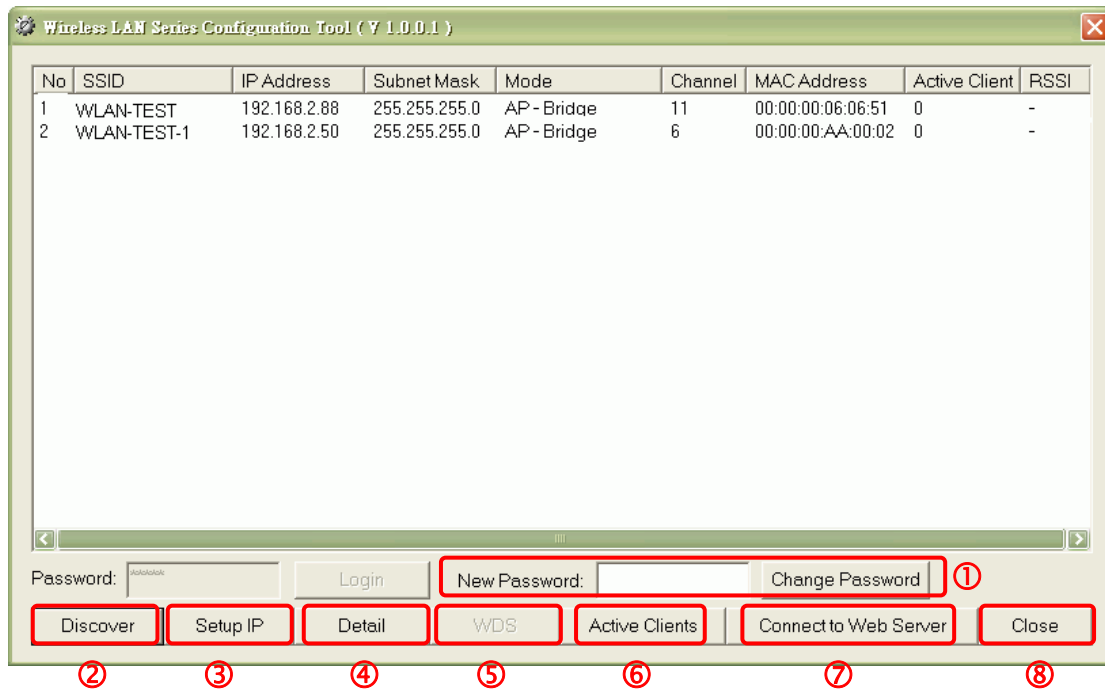 Wireless LAN Series Configuration Tool ( V 1.0.0.1 )
No SSID IP Address Subnet Mask Mode Channel MAC Address Active Client RSSI
1 WLAN-TEST 192.168.2.88 255.255.255.0 AP - Bridge 11 00:00:00:06:06:51 0 -
2 WLAN-TEST-1 192.168.2.50 255.255.255.0 AP - Bridge 6 00:00:00:AA:00:02 0 -
Password: ****** Login New Password: Change Password ①
Discover Setup IP Detail WDS Active Clients Connect to Web Server Close
② ③ ④ ⑤ ⑥ ⑦ ⑧